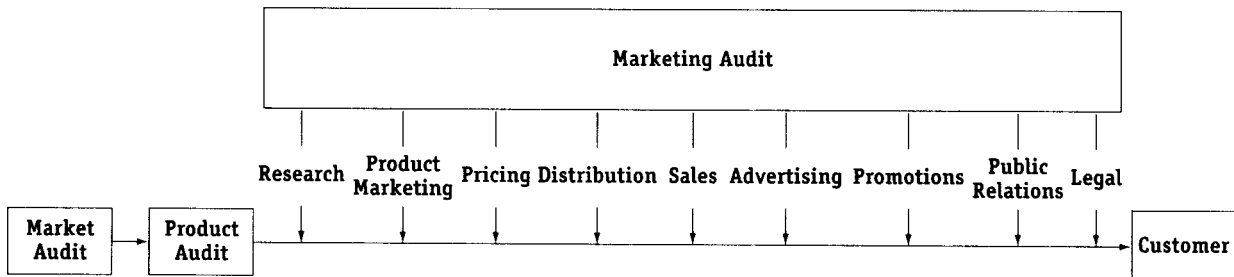 Marketing Audit
Research
Product
Marketing
Pricing
Distribution
Sales
Advertising
Promotions
Public
Relations
Legal
Market
Audit
Product
Audit
Customer